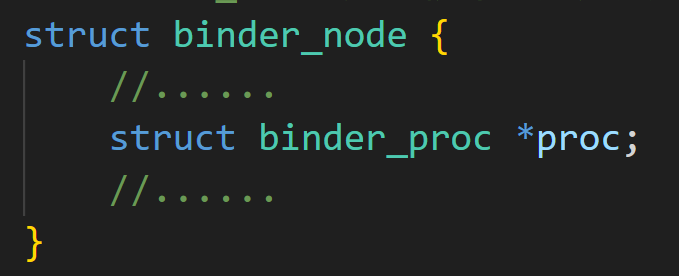 struct binder_node {
//......
struct binder_proc *proc;
//......
}